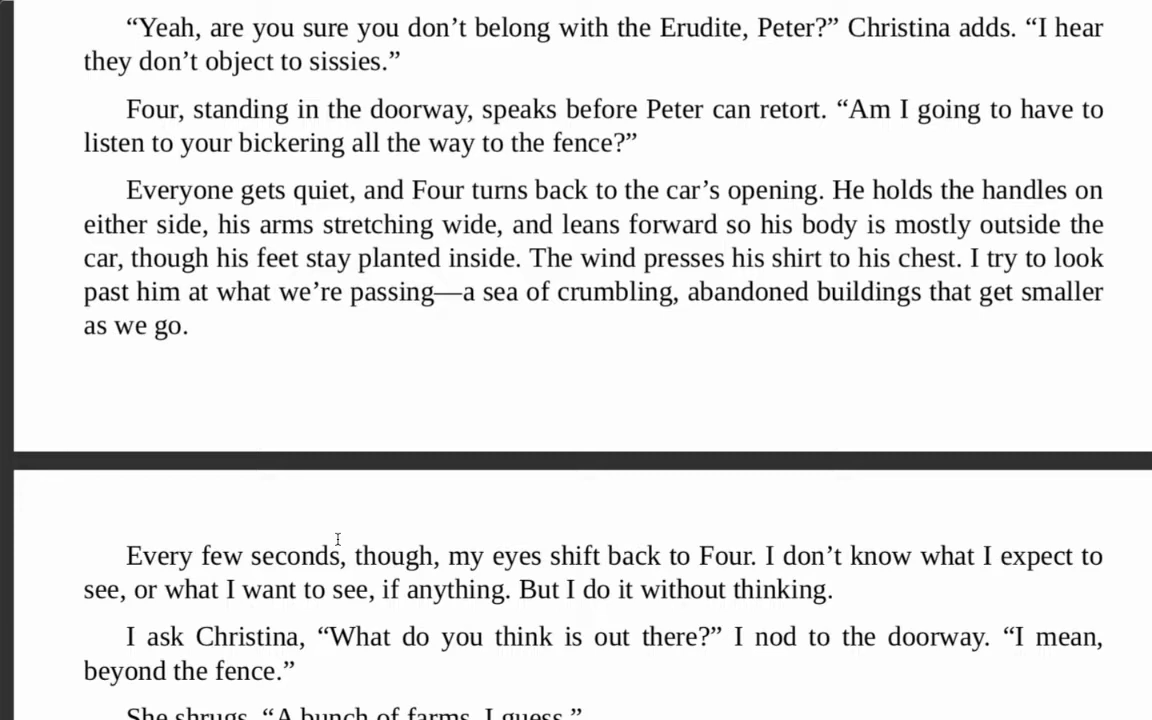 “Yeah, are you sure you don’t belong with the Erudite, Peter?” Christina adds. “I hear
they don’t object to sissies.”
Four, standing in the doorway, speaks before Peter can retort. “Am I going to have to
listen to your bickering all the way to the fence?”
Everyone gets quiet, and Four turns back to the car’s opening. He holds the handles on
either side, his arms stretching wide, and leans forward so his body is mostly outside the
car, though his feet stay planted inside. The wind presses his shirt to his chest. I try to look
past him at what we’re passing—a sea of crumbling, abandoned buildings that get smaller
as we go.
Every few seconds, though, my eyes shift back to Four. I don’t know what I expect to
see, or what I want to see, if anything. But I do it without thinking.
I ask Christina, “What do you think is out there?” I nod to the doorway. “I mean,
beyond the fence.”
She shrugs. “A bunch of farms, I guess.”